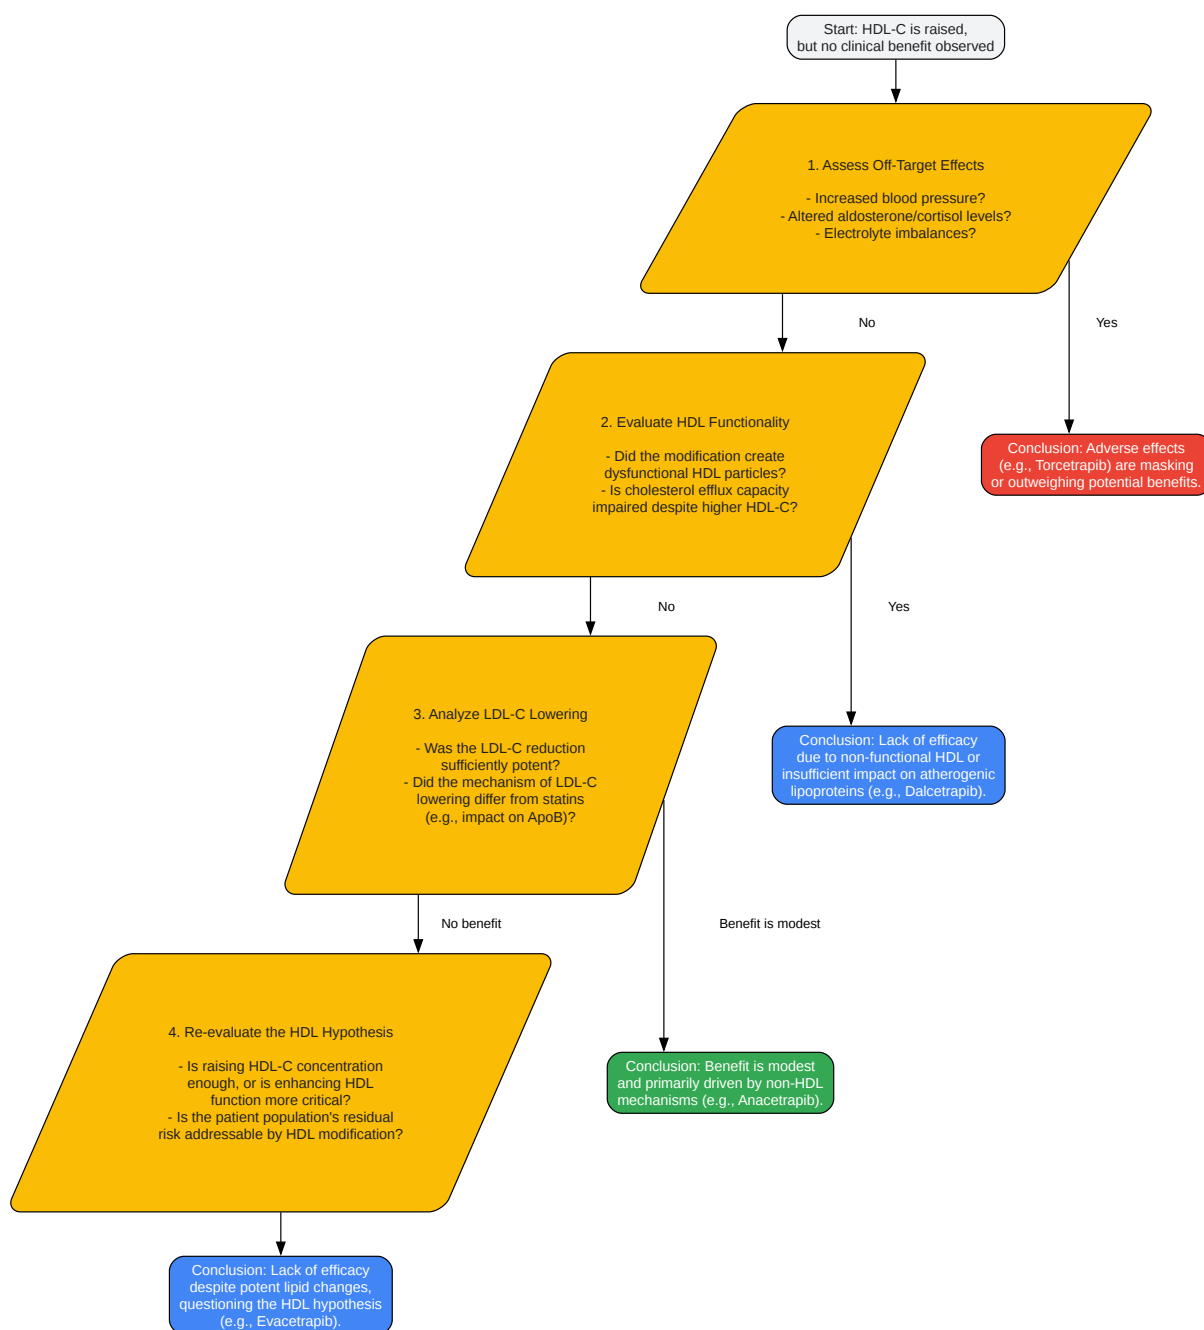 Start: HDL-C is raised,
but no clinical benefit observed
1. Assess Off-Target Effects
- Increased blood pressure?
- Altered aldosterone/cortisol levels?
- Electrolyte imbalances?
No
Yes
2. Evaluate HDL Functionality
- Did the modification create
dysfunctional HDL particles?
- Is cholesterol efflux capacity
impaired despite higher HDL-C?
Conclusion: Adverse effects
(e.g., Torcetrapib) are masking
or outweighing potential benefits.
No
Yes
3. Analyze LDL-C Lowering
- Was the LDL-C reduction
sufficiently potent?
- Did the mechanism of LDL-C
lowering differ from statins
(e.g., impact on ApoB)?
Conclusion: Lack of efficacy
due to non-functional HDL or
insufficient impact on atherogenic
lipoproteins (e.g., Dalcetrapib).
No benefit
Benefit is modest
4. Re-evaluate the HDL Hypothesis
- Is raising HDL-C concentration
enough, or is enhancing HDL
function more critical?
- Is the patient population's residual
risk addressable by HDL modification?
Conclusion: Benefit is modest
and primarily driven by non-HDL
mechanisms (e.g., Anacetrapib).
Conclusion: Lack of efficacy
despite potent lipid changes,
questioning the HDL hypothesis
(e.g., Evacetrapib).